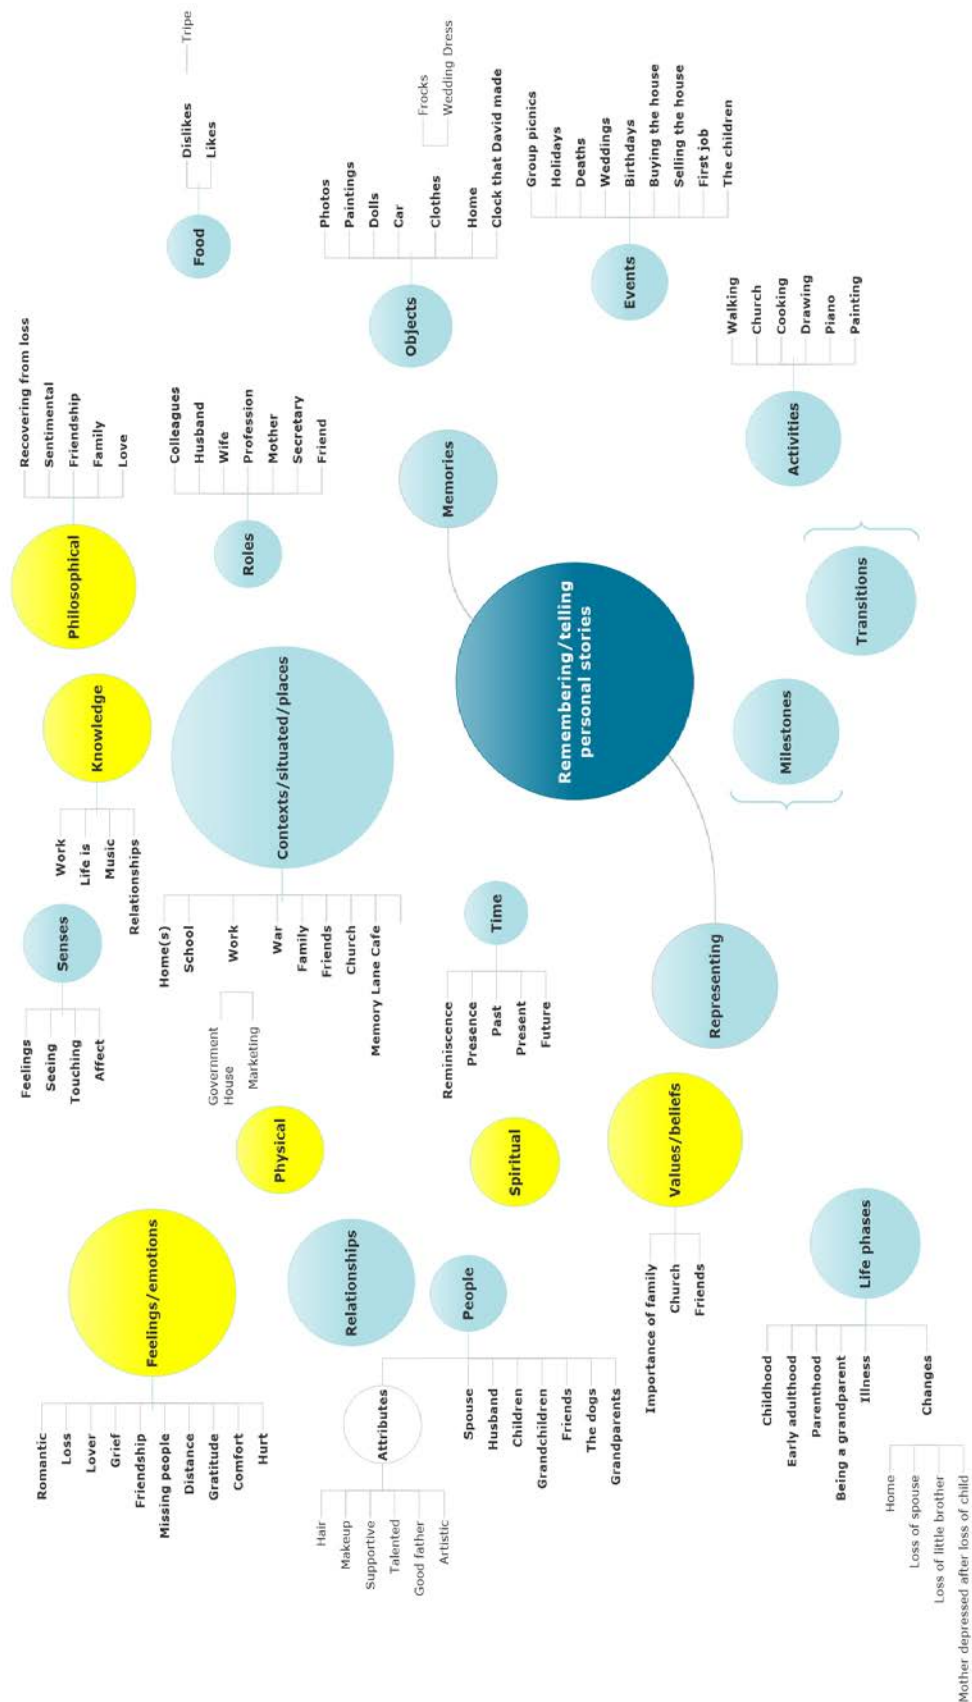 Feelings/emotions
Romantic
Loss
Lover
Grief
Friendship
Missing people
Distance
Gratitude
Comfort
Hurt
Senses
Feelings
Seeing
Touching
Affect
Knowledge
Work
Life is
Music
Relationships
Philosophical
Recovering from loss
Sentimental
Friendship
Family
Love
Food
Dislikes
Tripe
Likes
Physical
Contexts/situated/places
Home(s)
School
Work
Government
House
Marketing
War
Family
Friends
Church
Memory Lane Cafe
Roles
Colleagues
Husband
Wife
Profession
Mother
Secretary
Friend
Relationships
People
Attributes
Hair
Makeup
Supportive
Talented
Good father
Artistic
Spouse
Husband
Children
Grandchildren
Friends
The dogs
Grandparents
Spiritual
Time
Reminiscence
Presence
Past
Present
Future
Memories
Objects
Photos
Paintings
Dolls
Car
Clothes
Frocks
Wedding Dress
Home
Clock that David made
Remembering/telling
personal stories
Events
Group picnics
Holidays
Deaths
Weddings
Birthdays
Buying the house
Selling the house
First job
The children
Values/beliefs
Importance of family
Church
Friends
Representing
Milestones
Transitions
Activities
Walking
Church
Cooking
Drawing
Piano
Painting
Life phases
Childhood
Early adulthood
Parenthood
Being a grandparent
Illness
Changes
Home
Loss of spouse
Loss of little brother
Mother depressed after loss of child